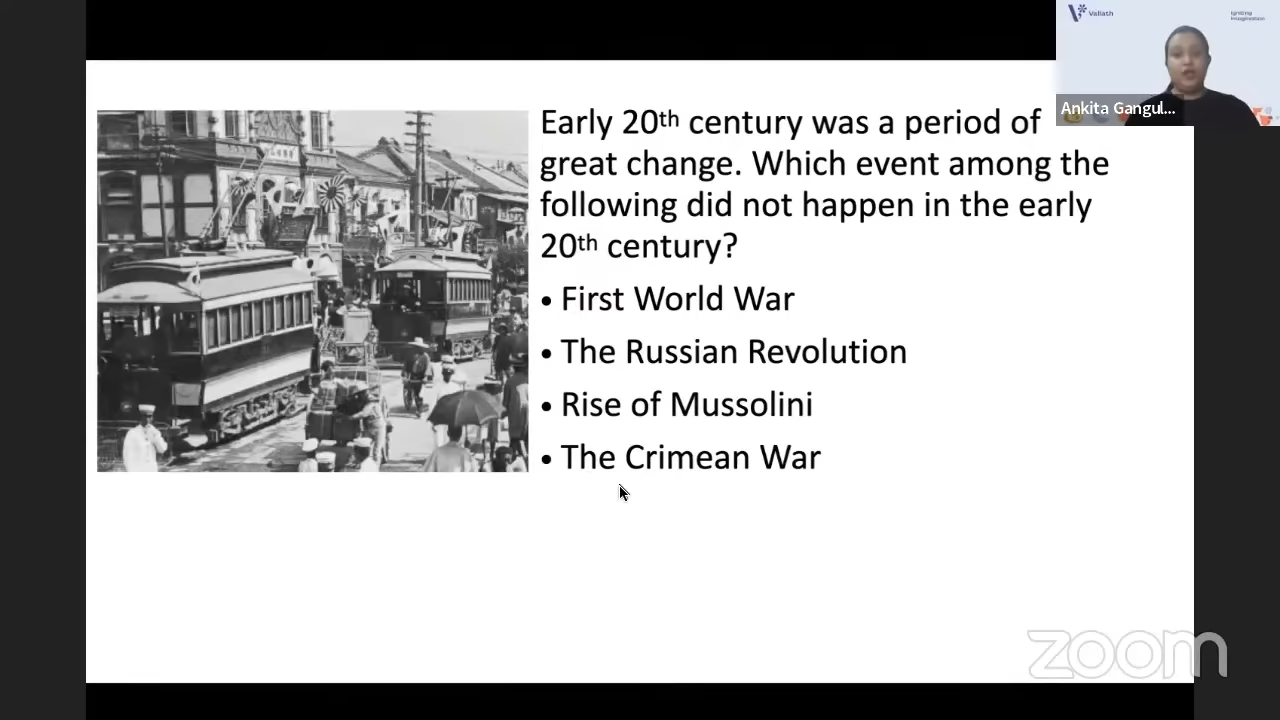 Vallath
Igniting
Imagination
Ankita Gangul...
Early 20th century was a period of
great change. Which event among the
following did not happen in the early
20th century?
• First World War
• The Russian Revolution
• Rise of Mussolini
• The Crimean War
zoom